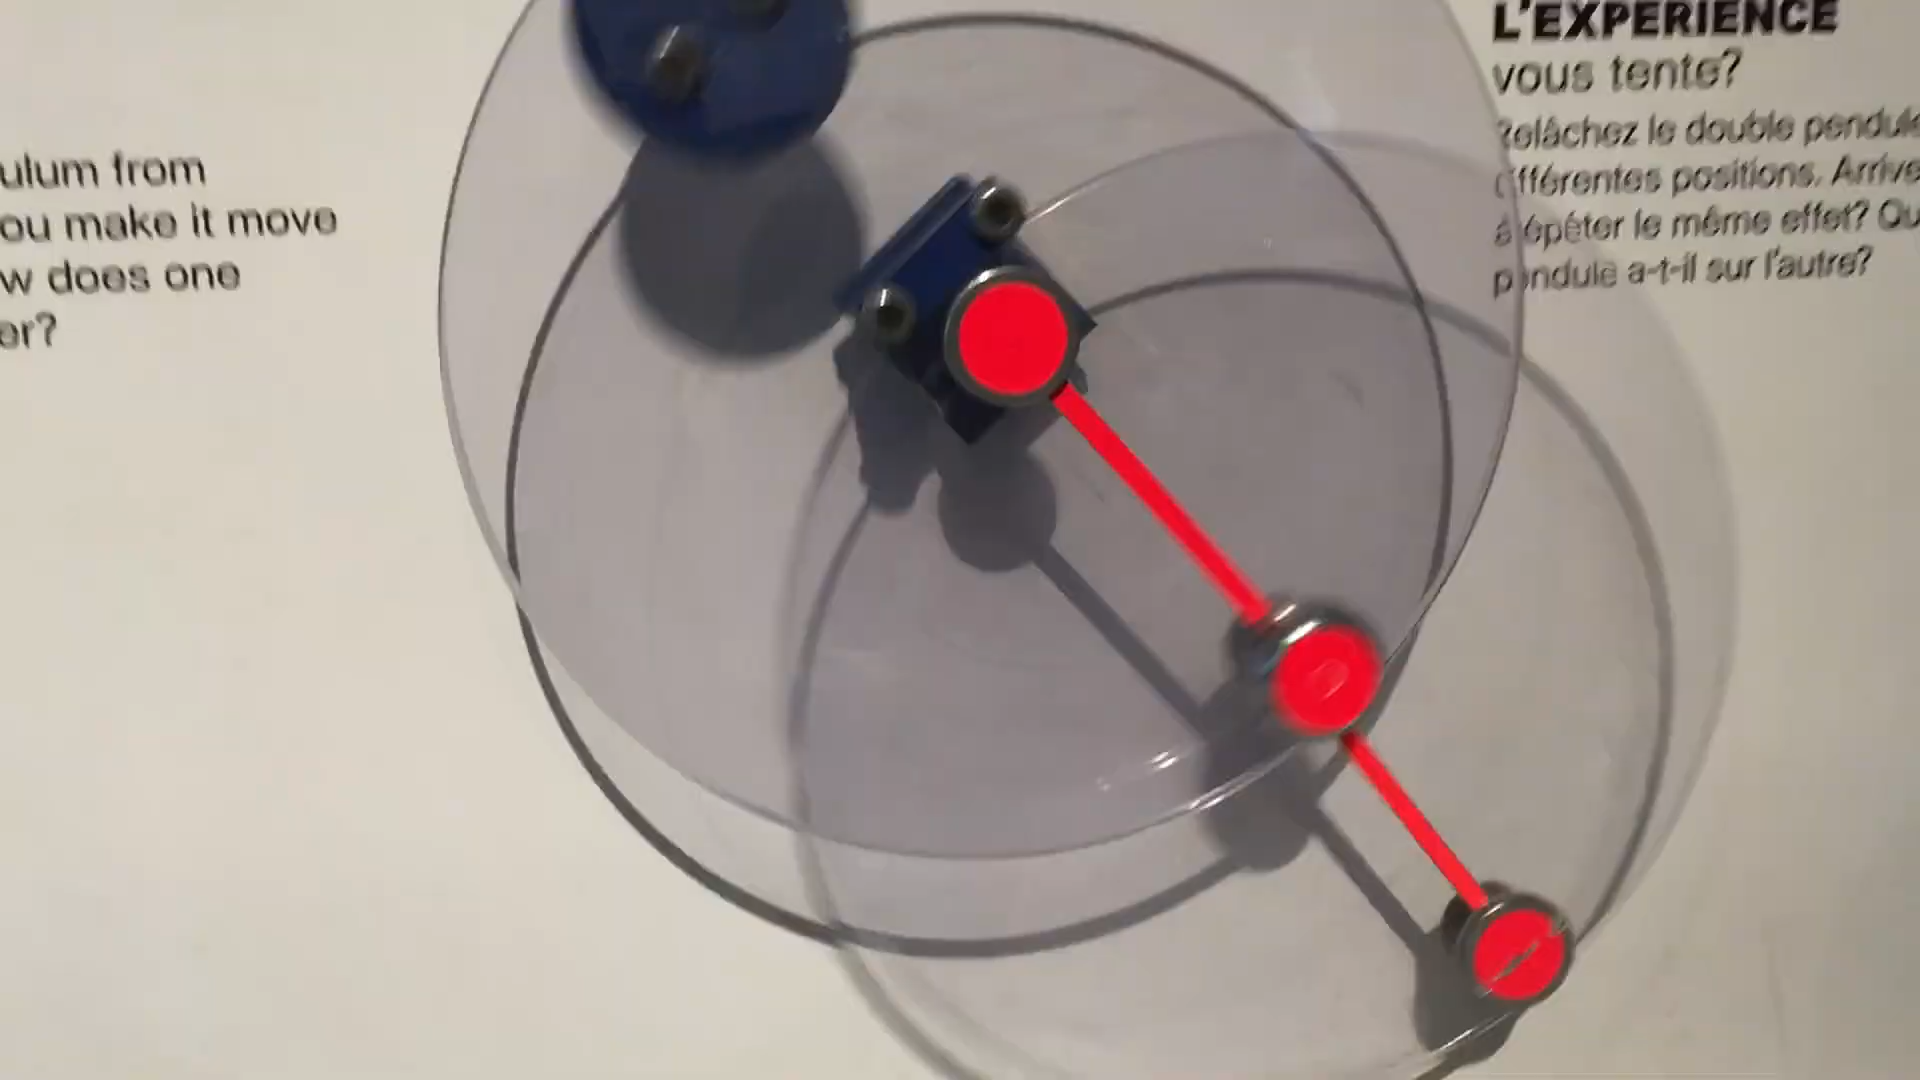 ulum from
ou make it move
w does one
er?
L'EXPÉRIENCE
vous tente?
Relâchez le double pendule
différentes positions. Arrive
à répéter le même effet? Qu
pendule a-t-il sur l'autre?